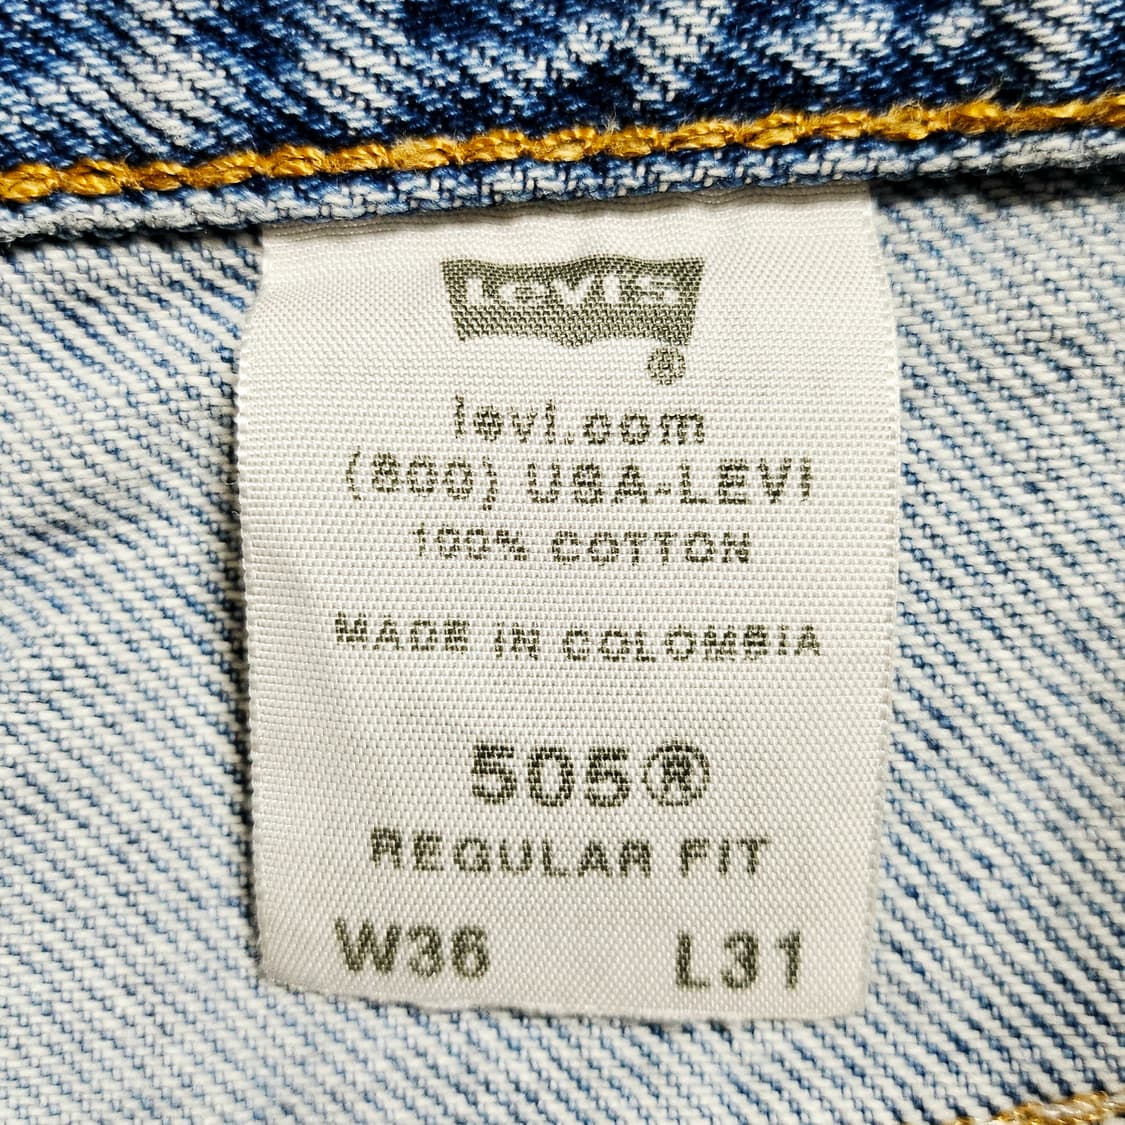 Levi's
®
levi.com
(800) USA-LEVI
100% COTTON
MADE IN COLOMBIA
505®
REGULAR FIT
W36 L31